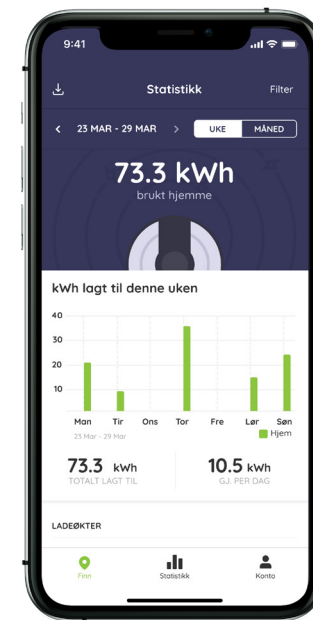 9:41
Statistikk
Filter
23 MAR - 29 MAR
UKE
MÅNED
73.3 kWh
brukt hjemme
kWh lagt til denne uken
40
30
20
10
Man Tir Ons Tor Fre Lør Søn
23 Mar - 29 Mar
Hjem
73.3 kWh
TOTALT LAGT TIL
10.5 kWh
GJ. PER DAG
LADEØKTER
Finn
Statistikk
Konto